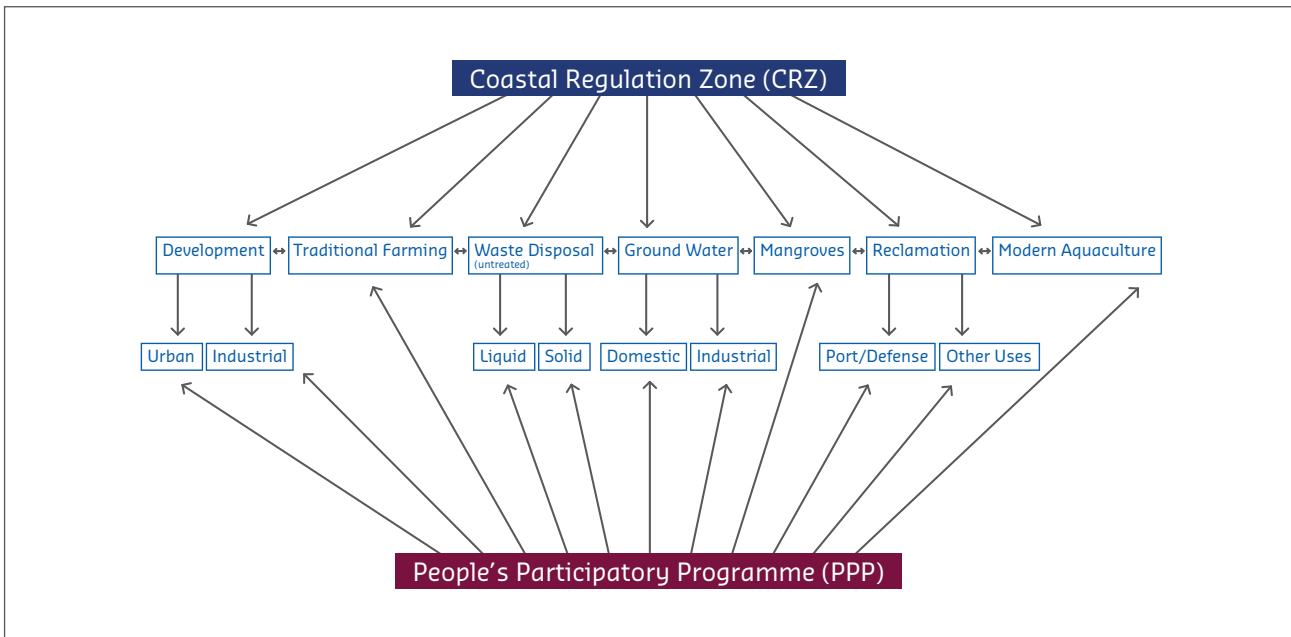 Coastal Regulation Zone (CRZ)
Development
Traditional Farming
Waste Disposal
(untreated)
Ground Water
Mangroves
Reclamation
Modern Aquaculture
Urban
Industrial
Liquid
Solid
Domestic
Industrial
Port/Defense
Other Uses
People's Participatory Programme (PPP)